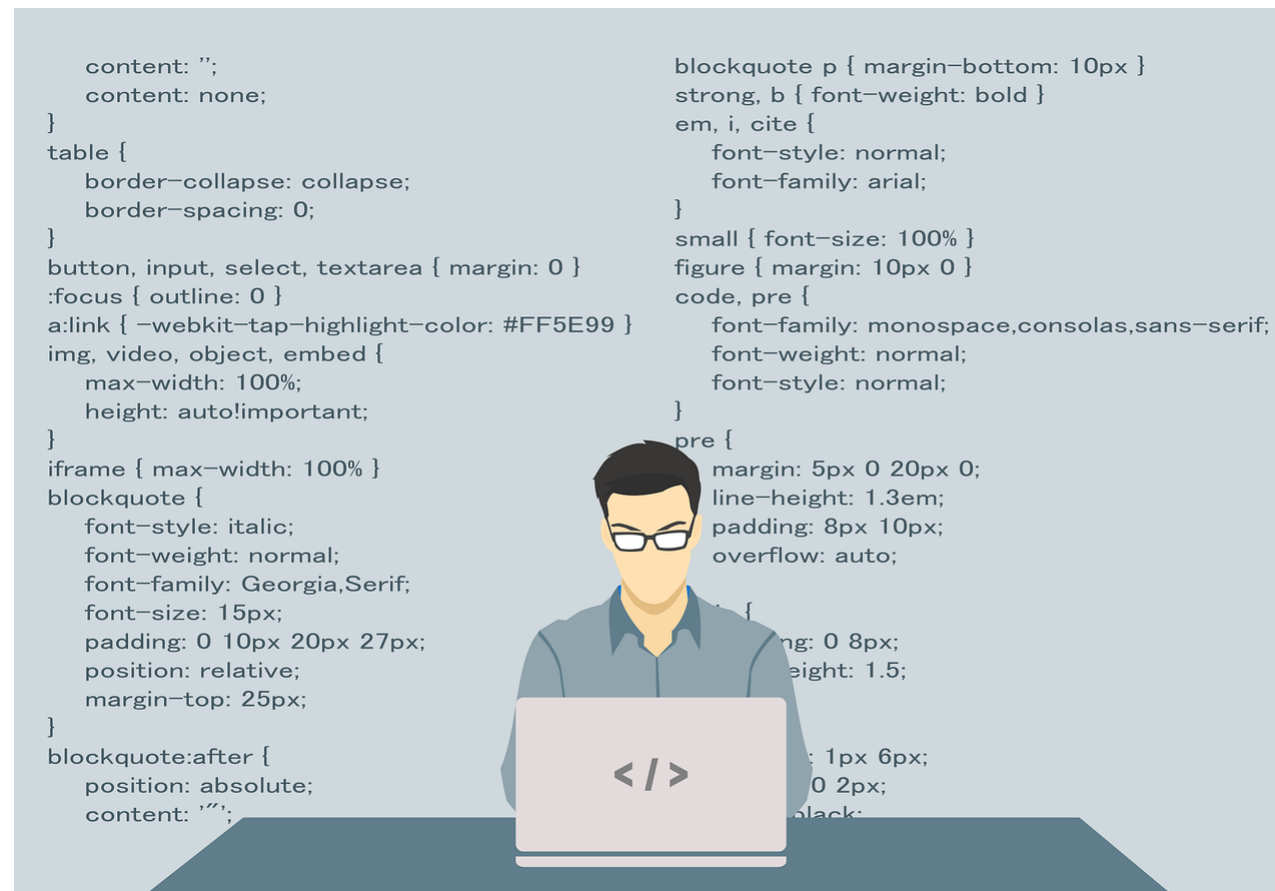 content: '';
content: none;
}
table {
border-collapse: collapse;
border-spacing: 0;
}
button, input, select, textarea { margin: 0 }
:focus { outline: 0 }
a:link { -webkit-tap-highlight-color: #FF5E99 }
img, video, object, embed {
max-width: 100%;
height: auto!important;
}
iframe { max-width: 100% }
blockquote {
font-style: italic;
font-weight: normal;
font-family: Georgia,Serif;
font-size: 15px;
padding: 0 10px 20px 27px;
position: relative;
margin-top: 25px;
}
blockquote:after {
position: absolute;
content: '"';
blockquote p { margin-bottom: 10px }
strong, b { font-weight: bold }
em, i, cite {
font-style: normal;
font-family: arial;
}
small { font-size: 100% }
figure { margin: 10px 0 }
code, pre {
font-family: monospace,consolas,sans-serif;
font-weight: normal;
font-style: normal;
}
pre {
margin: 5px 0 20px 0;
line-height: 1.3em;
padding: 8px 10px;
overflow: auto;
{
ng: 0 8px;
eight: 1.5;
: 1px 6px;
0 2px;
black;
</>